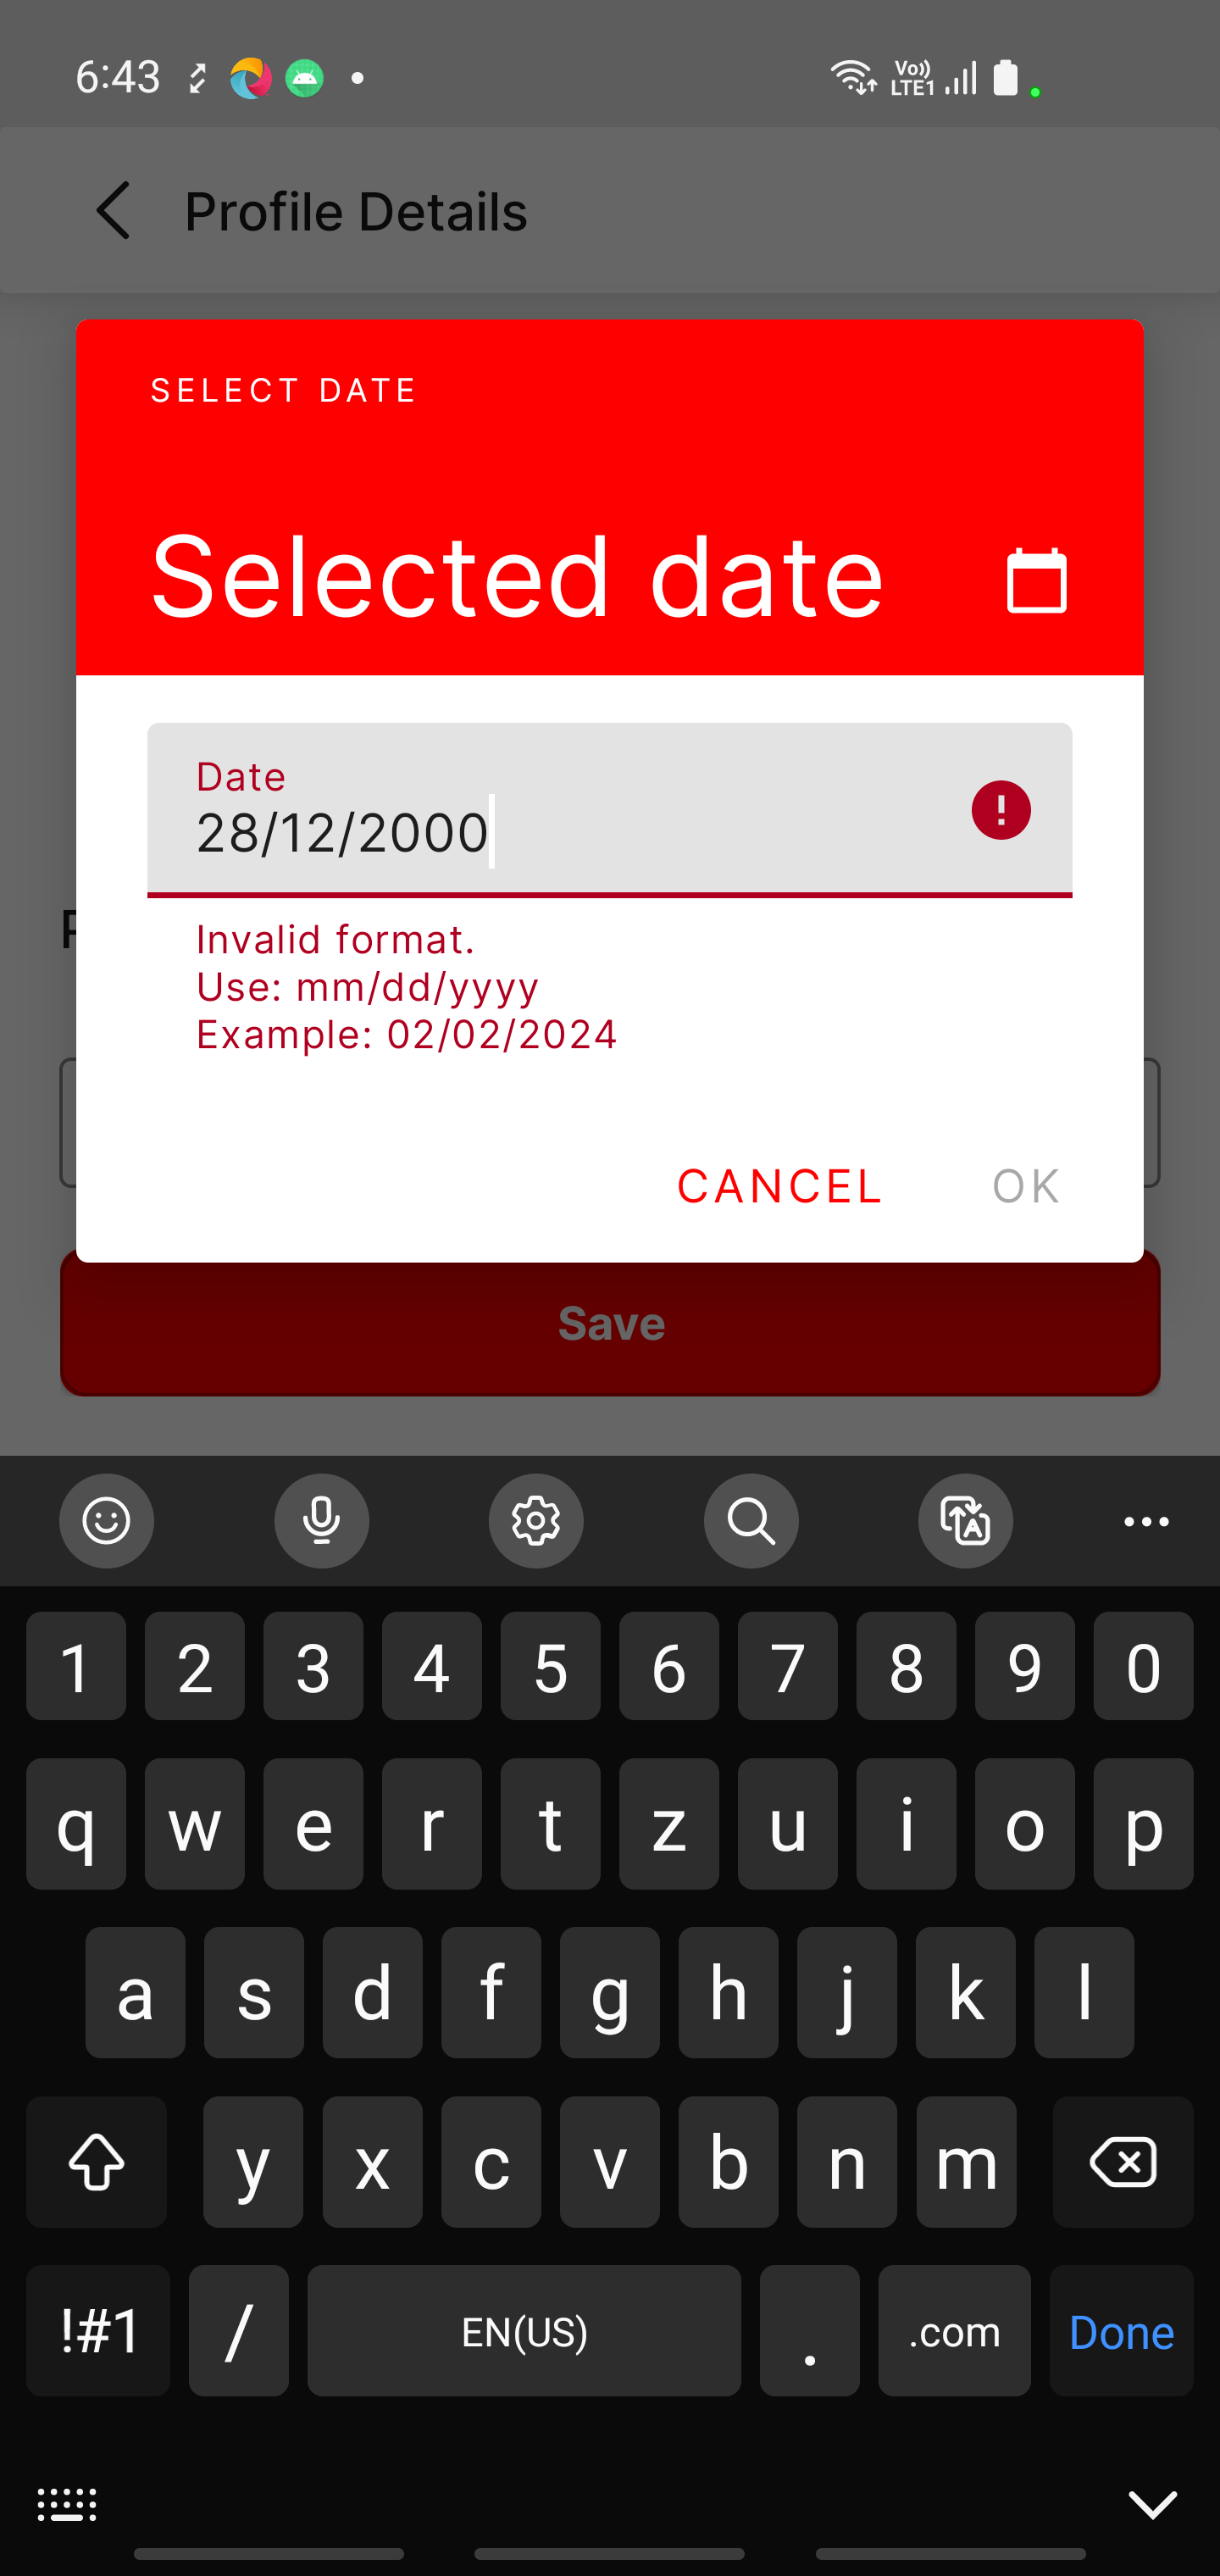 6:43
Vo))
LTE1
Profile Details
SELECT DATE
Selected date
Date
28/12/2000
Invalid format.
Use: mm/dd/yyyy
Example: 02/02/2024
CANCEL OK
Save
1 2 3 4 5 6 7 8 9 0
q w e r t z u i o p
a s d f g h j k l
y x c v b n m
!#1 / EN(US) . .com Done